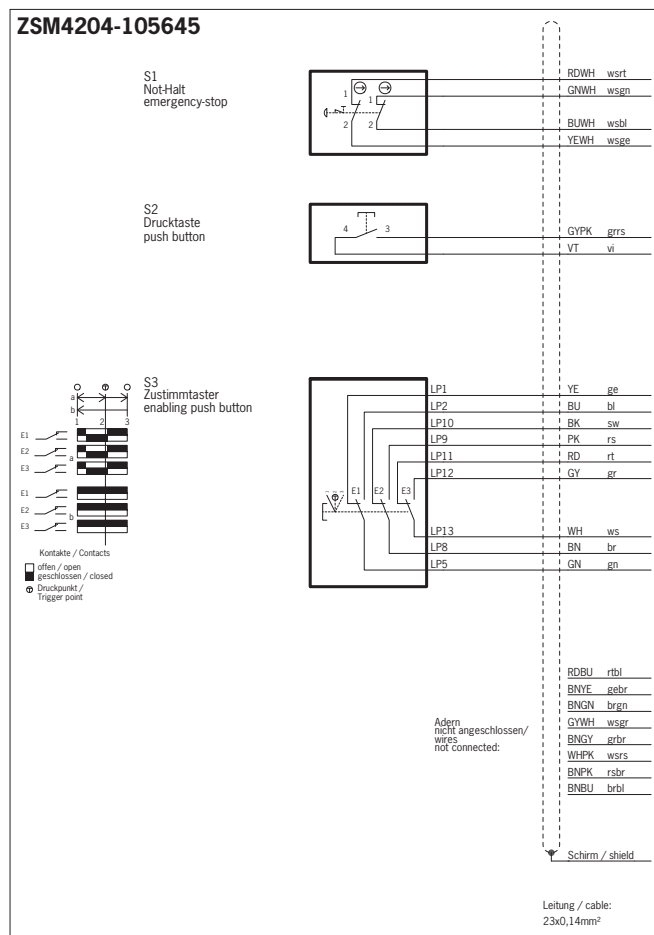 ZSM4204-105645
S1
Not-Halt
emergency-stop
1
1
2
2
RDWH wsrt
GNWH wsgn
BUWH wsbl
YEWH wsge
S2
Drucktaste
push button
4 3
GYPK grrs
VT vi
S3
Zustimmtaster
enabling push button
a
b
1 2 3
E1
E2
a
E3
E1
E2
b
E3
Kontakte / Contacts
offen / open
geschlossen / closed
Druckpunkt /
Trigger point
LP1 YE ge
LP2 BU bl
LP10 BK sw
LP9 PK rs
LP11 RD rt
LP12 GY gr
E1 E2 E3
LP13 WH ws
LP8 BN br
LP5 GN gn
Adern
nicht angeschlossen/
wires
not connected:
RDBU rtbl
BNYE gebr
BNGN brgn
GYWH wsgr
BNGY grbr
WHPK wsrs
BNPK rsbr
BNBU brbl
Schirm / shield
Leitung / cable:
23x0,14mm²